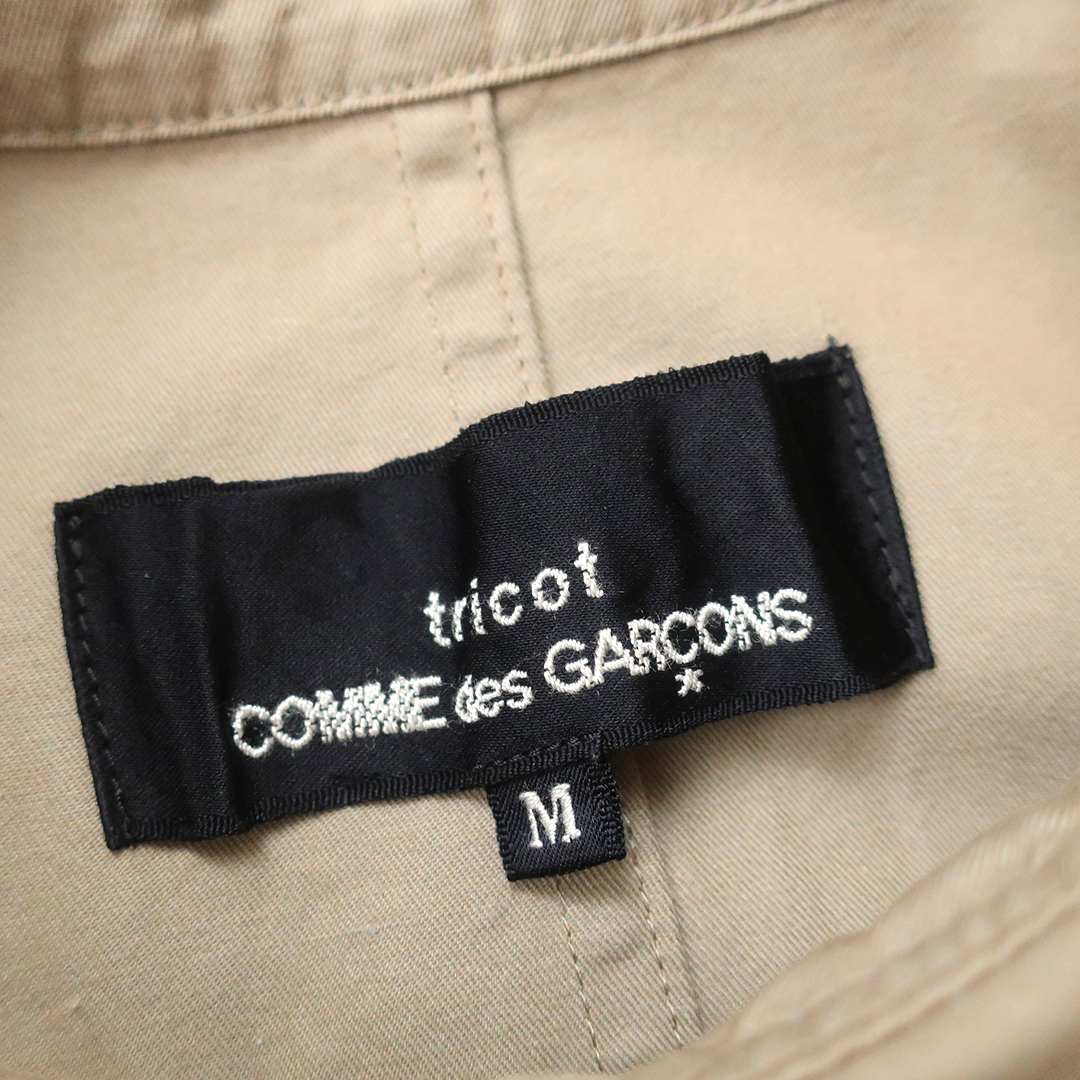 tricot
COMME des GARCONS
*
M